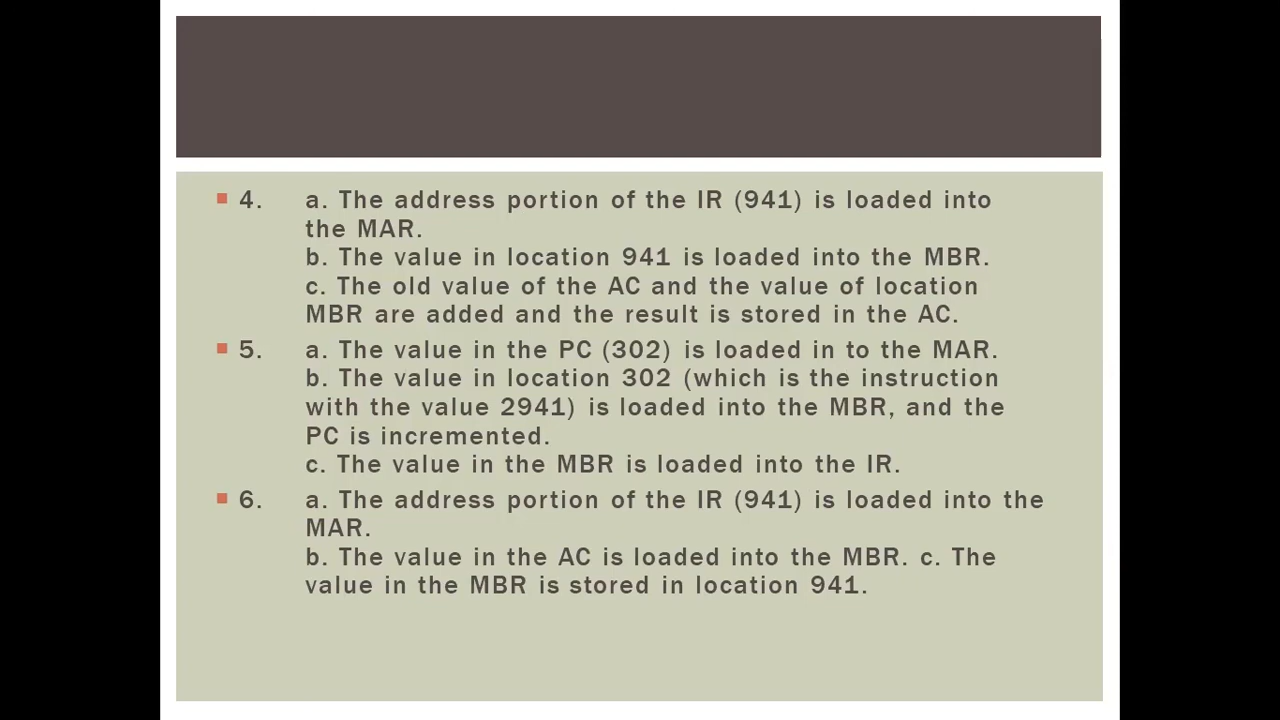 4. a. The address portion of the IR (941) is loaded into
the MAR.
b. The value in location 941 is loaded into the MBR.
c. The old value of the AC and the value of location
MBR are added and the result is stored in the AC.
5. a. The value in the PC (302) is loaded in to the MAR.
b. The value in location 302 (which is the instruction
with the value 2941) is loaded into the MBR, and the
PC is incremented.
c. The value in the MBR is loaded into the IR.
6. a. The address portion of the IR (941) is loaded into the
MAR.
b. The value in the AC is loaded into the MBR. c. The
value in the MBR is stored in location 941.